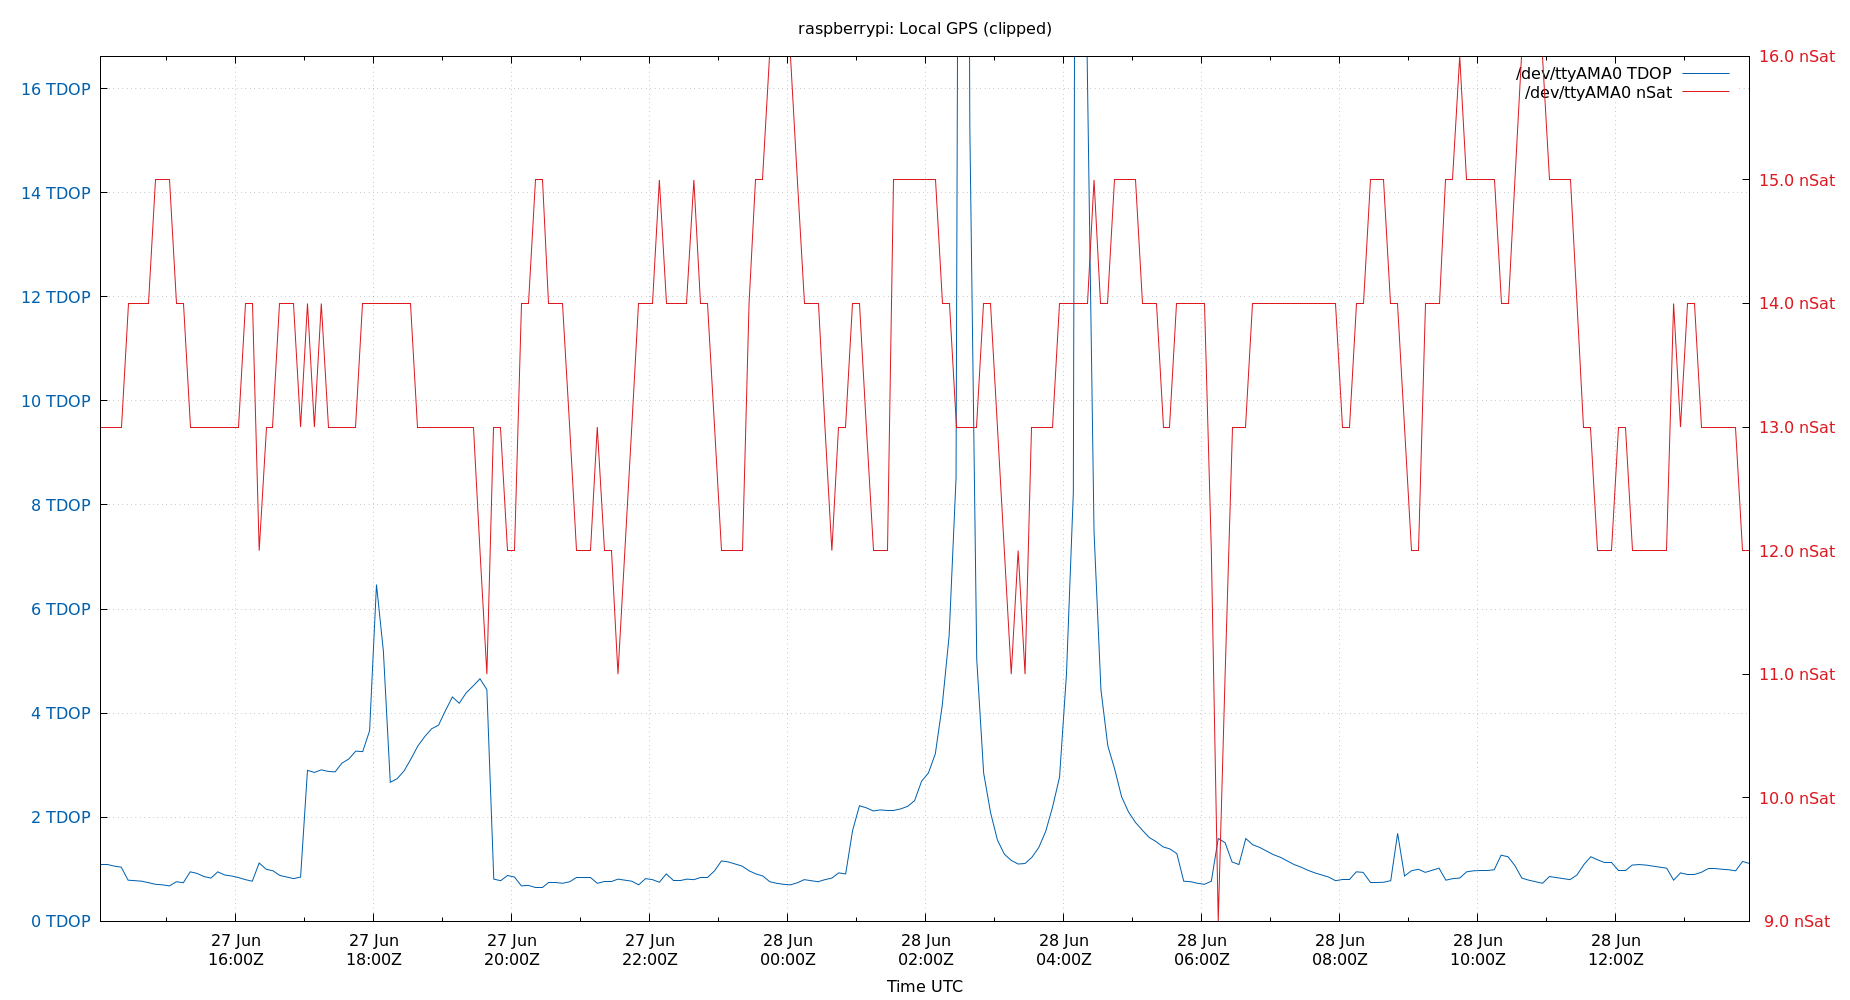 raspberrypi: Local GPS (clipped)
16.0 nSat
/dev/ttyAMA0 TDOP
16 TDOP
/dev/ttyAMA0 nSat
14 TDOP
15.0 nSat
12 TDOP
14.0 nSat
10 TDOP
13.0 nSat
8 TDOP
12.0 nSat
6 TDOP
11.0 nSat
4 TDOP
10.0 nSat
2 TDOP
0 TDOP
9.0 nSat
27 Jun 27 Jun 27 Jun 27 Jun 28 Jun 28 Jun 28 Jun 28 Jun 28 Jun 28 Jun 28 Jun
16:00Z 18:00Z 20:00Z 22:00Z 00:00Z 02:00Z 04:00Z 06:00Z 08:00Z 10:00Z 12:00Z
Time UTC